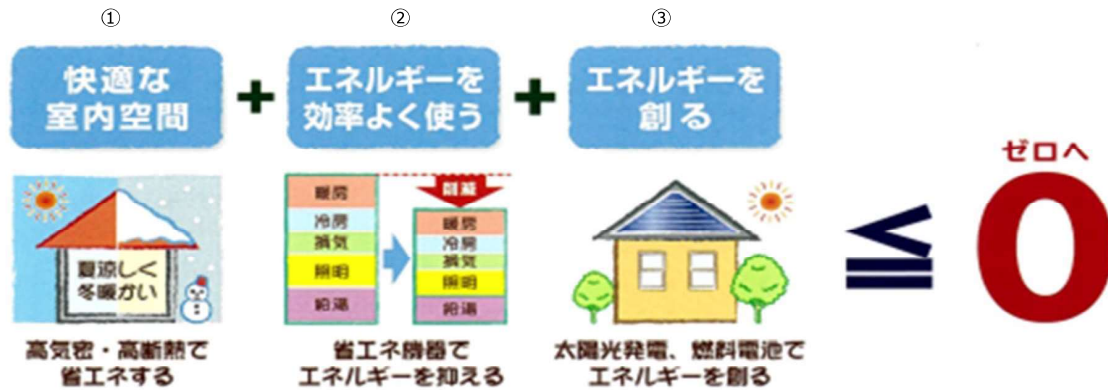 ①
快適な
室内空間
+
②
エネルギーを
効率よく使う
+
③
エネルギーを
創る
夏涼しく
冬暖かい
高気密・高断熱で
省エネする
暖房
冷房
換気
照明
給湯
削減
暖房
冷房
換気
照明
給湯
省エネ機器で
エネルギーを抑える
太陽光発電、燃料電池で
エネルギーを創る
≦
ゼロへ
0